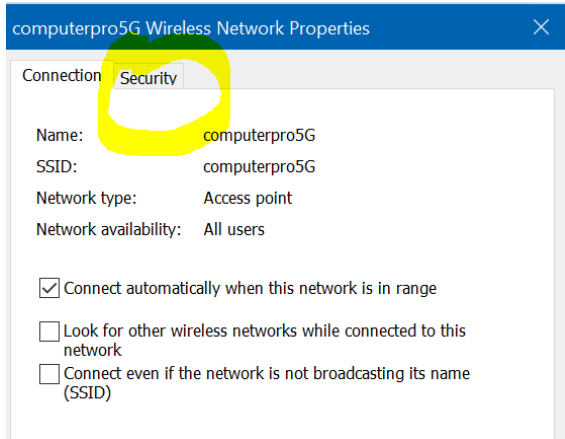 computerpro5G Wireless Network Properties
Connection Security
Name: computerpro5G
SSID: computerpro5G
Network type: Access point
Network availability: All users
Connect automatically when this network is in range
Look for other wireless networks while connected to this
network
Connect even if the network is not broadcasting its name
(SSID)